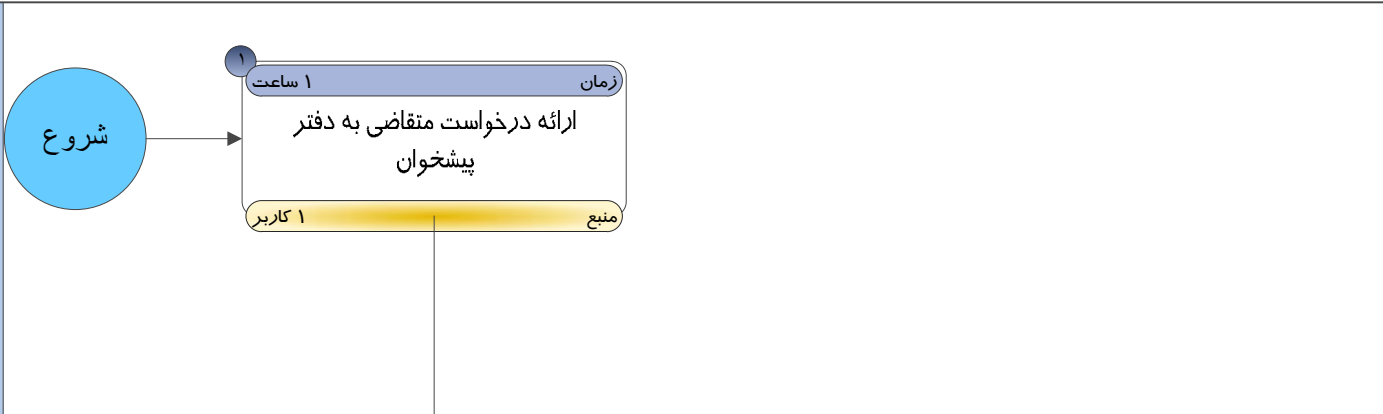 شروع
۱
زمان ۱ ساعت
ارائه درخواست متقاضی به دفتر
پیشخوان
منبع ۱ کاربر